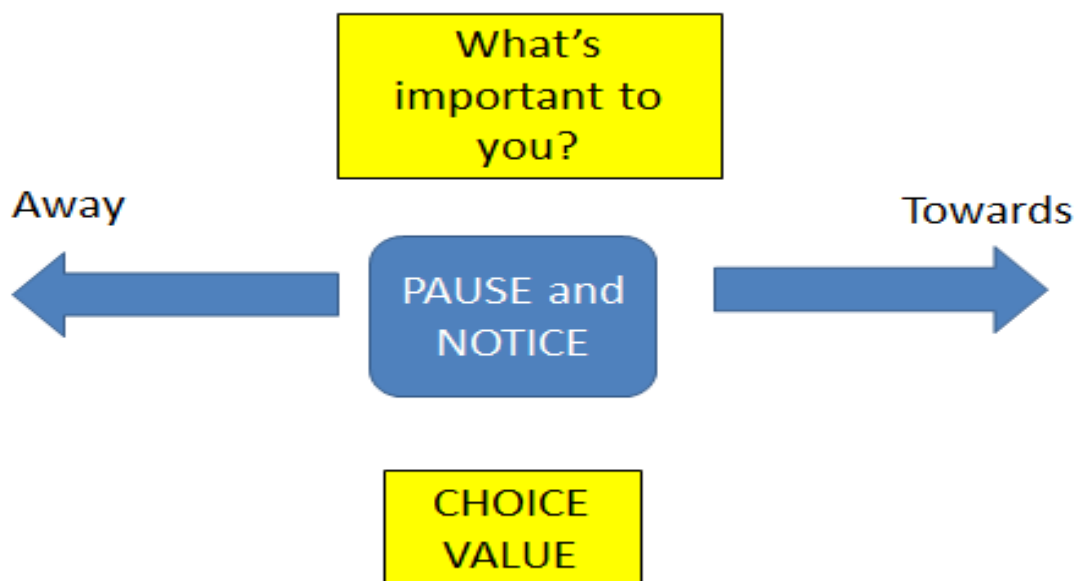 What's
important to
you?
Away
Towards
PAUSE and
NOTICE
CHOICE
VALUE